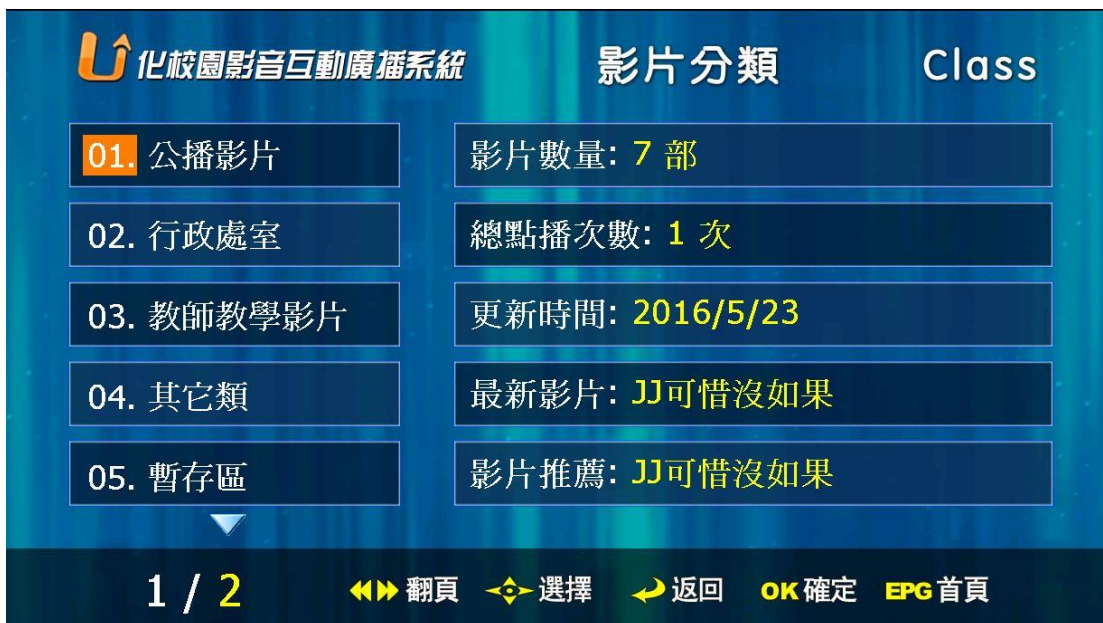 U化校園影音互動廣播系統 影片分類 Class
01. 公播影片
影片數量: 7 部
02. 行政處室
總點播次數: 1 次
03. 教師教學影片
更新時間: 2016/5/23
04. 其它類
最新影片: JJ可惜沒如果
05. 暫存區
影片推薦: JJ可惜沒如果
1 / 2 翻頁 選擇 返回 OK確定 EPG首頁